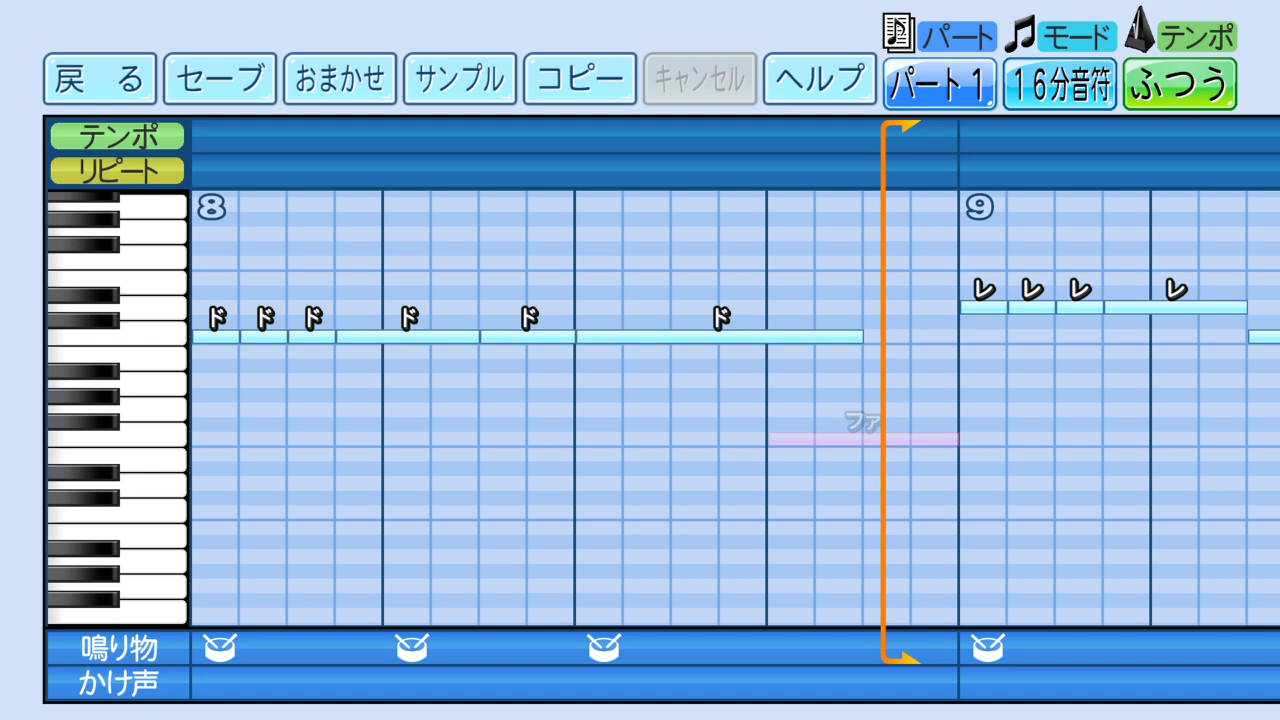 パート モード テンポ
戻る セーブ おまかせ サンプル コピー キャンセル ヘルプ パート1 16分音符 ふつう
テンポ
リピート
8 9
レ レ レ レ
ド ド ド ド ド ド
ファ
鳴り物
かけ声